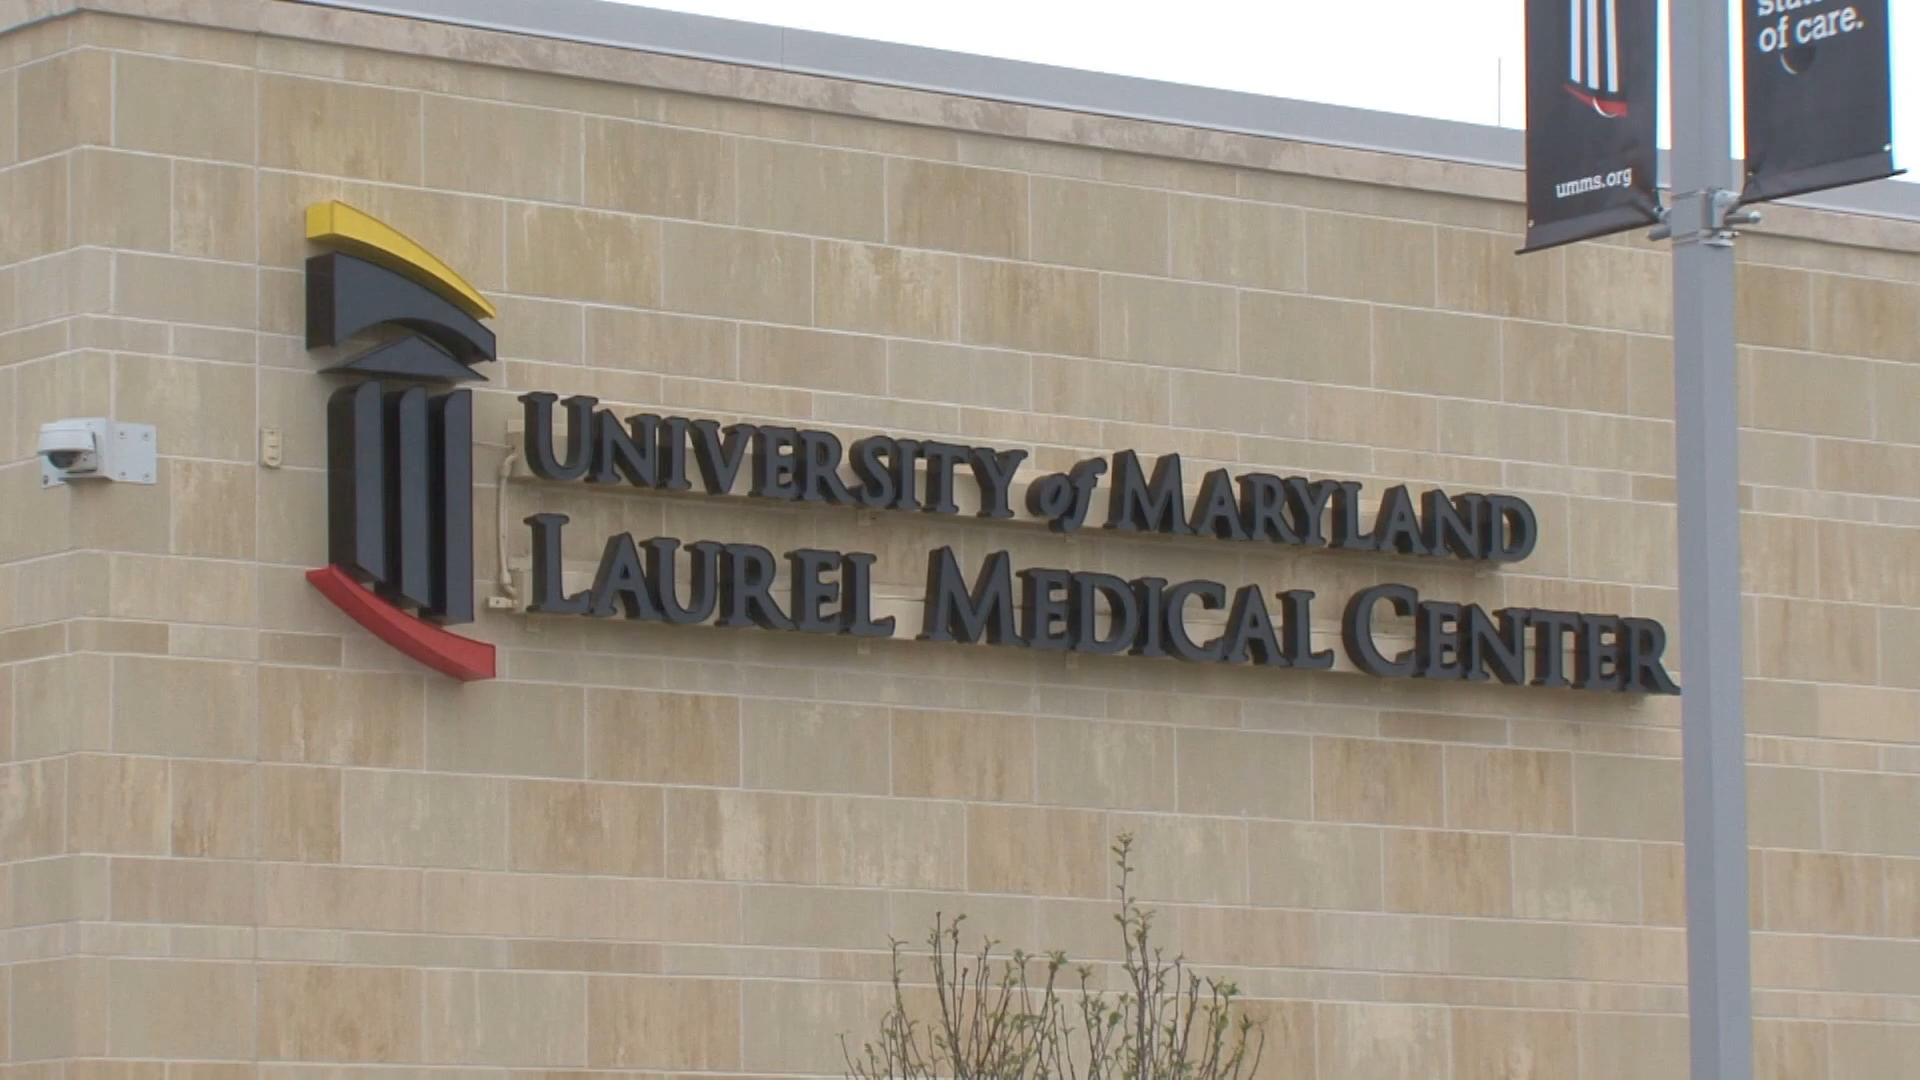 University of Maryland
Laurel Medical Center
umms.org
of care.